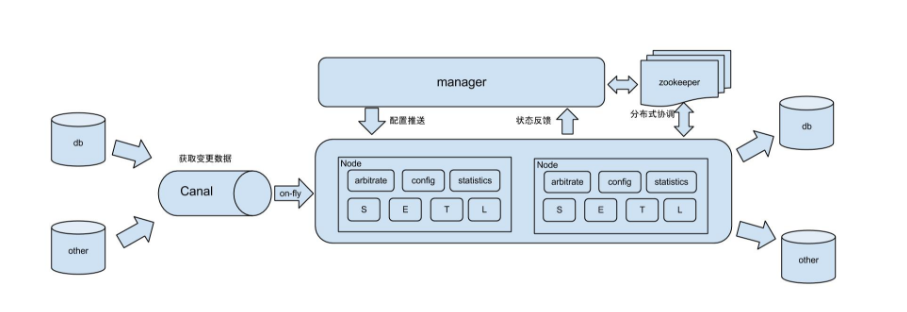 manager
zookeeper
配置推送
状态反馈
分布式协调
db
获取变更数据
Canal
on-fly
other
Node
arbitrate
config
statistics
S
E
T
L
Node
arbitrate
config
statistics
S
E
T
L
db
other